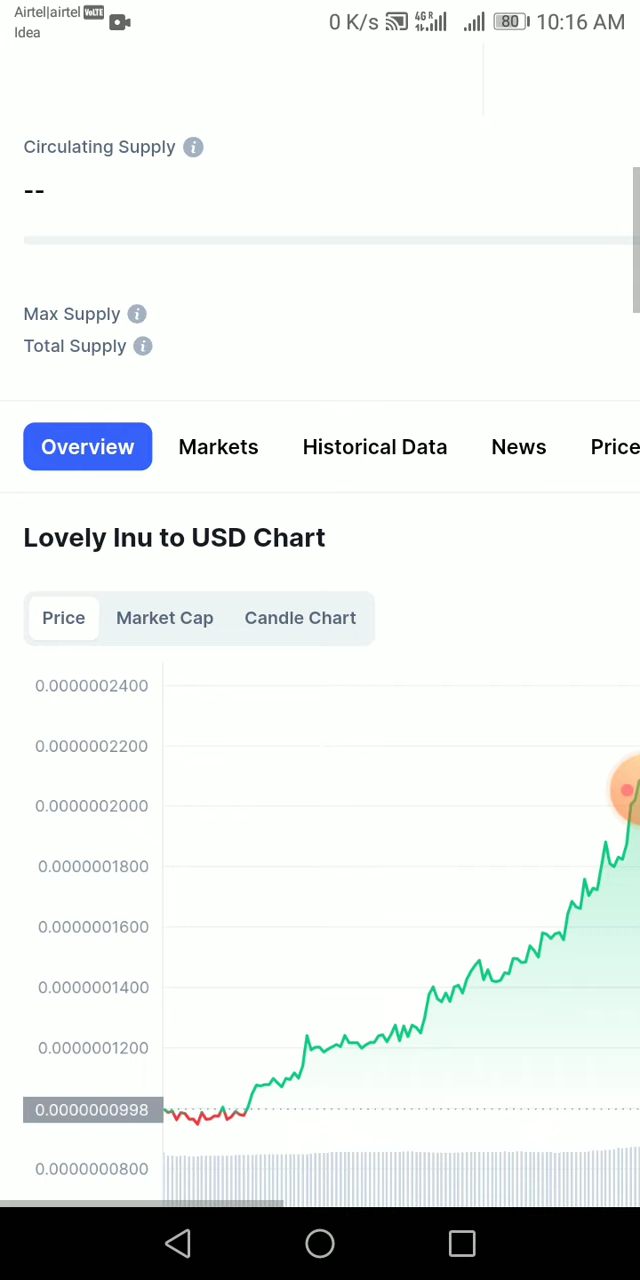 Airtel|airtel VoLTE
Idea
0 K/s 4G R 80 10:16 AM
Circulating Supply i
--
Max Supply i
Total Supply i
Overview Markets Historical Data News Price
Lovely Inu to USD Chart
Price Market Cap Candle Chart
0.0000002400
0.0000002200
0.0000002000
0.0000001800
0.0000001600
0.0000001400
0.0000001200
0.0000000998
0.0000000800